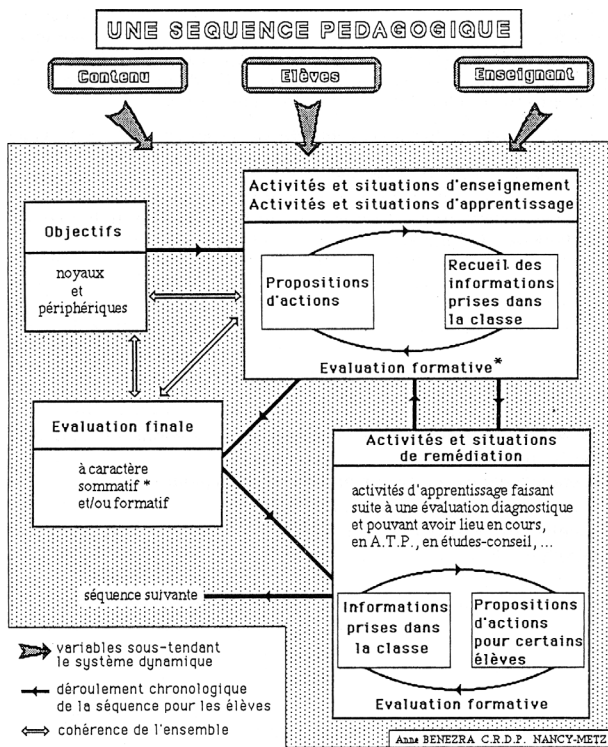 UNE SEQUENCE PEDAGOGIQUE
Contenu
Elèves
Enseignant
Objectifs
noyaux
et
périphériques
Activités et situations d'enseignement
Activités et situations d'apprentissage
Propositions
d'actions
Recueil des
informations
prises dans
la classe
Evaluation formative*
Evaluation finale
à caractère
sommatif *
et/ou formatif
Activités et situations
de remédiation
activités d'apprentissage faisant
suite à une évaluation diagnostique
et pouvant avoir lieu en cours,
en A.T.P., en études-conseil, ...
séquence suivante
Informations
prises dans
la classe
Propositions
d'actions
pour certains
élèves
Evaluation formative
variables sous-tendant
le système dynamique
déroulement chronologique
de la séquence pour les élèves
cohérence de l'ensemble
Anne BENEZRA C.R.D.P. NANCY-METZ